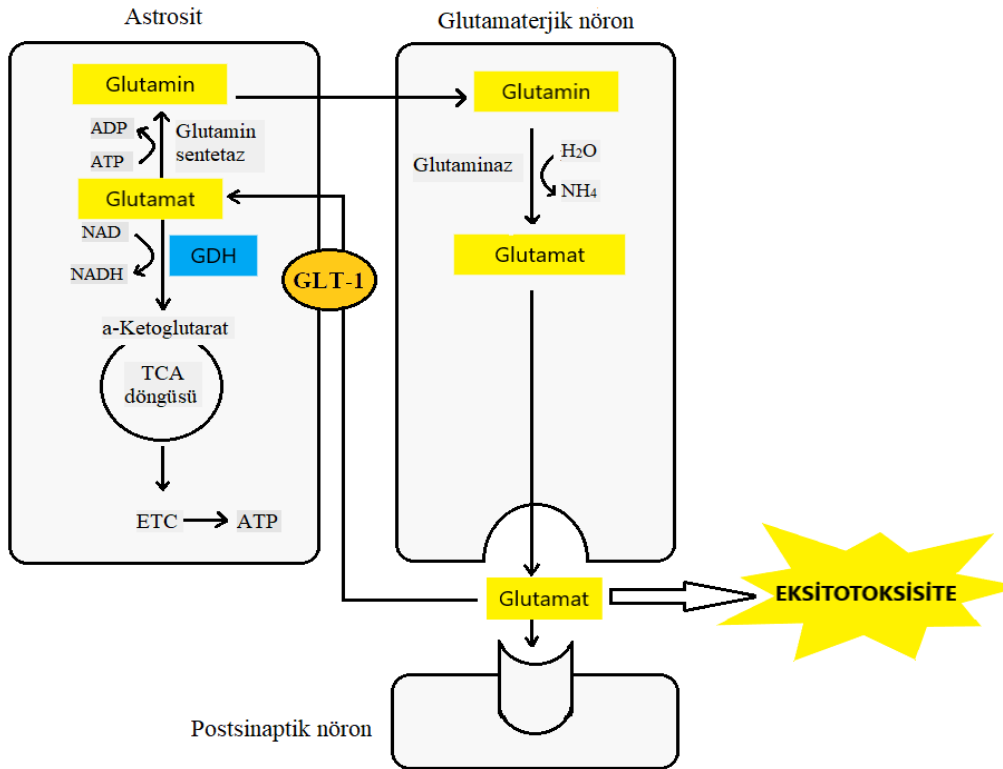 Astrosit
Glutamaterjik nöron
Glutamin
Glutamin
ADP
ATP
Glutamin
sentetaz
Glutaminaz
H2O
NH4
Glutamat
NAD
NADH
GDH
GLT-1
Glutamat
a-Ketoglutarat
TCA
döngüsü
ETC
ATP
Glutamat
EKSİTOTOKSİSİTE
Postsinaptik nöron